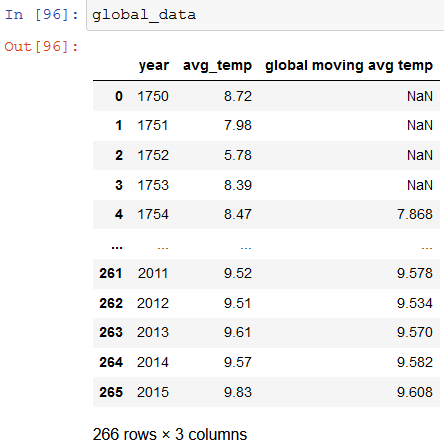 In [96]: global_data
Out[96]:
year avg_temp global moving avg temp
0 1750 8.72 NaN
1 1751 7.98 NaN
2 1752 5.78 NaN
3 1753 8.39 NaN
4 1754 8.47 7.868
... ... ... ...
261 2011 9.52 9.578
262 2012 9.51 9.534
263 2013 9.61 9.570
264 2014 9.57 9.582
265 2015 9.83 9.608
266 rows × 3 columns